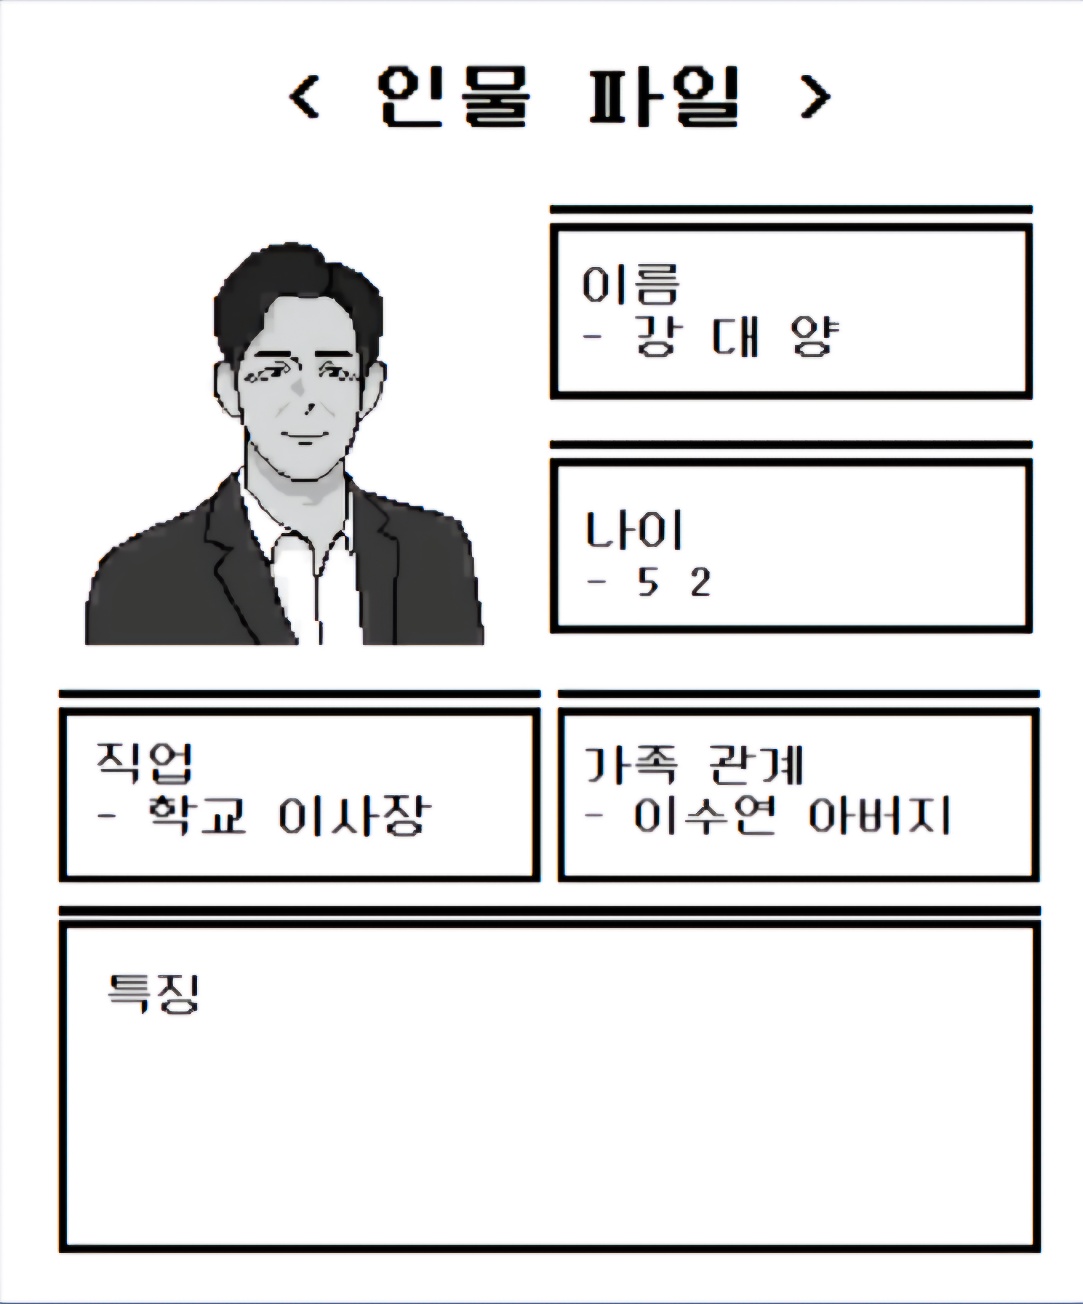 < 인물 파일 >
이름
- 강 대 양
나이
- 5 2
직업
- 학교 이사장
가족 관계
- 이수연 아버지
특징